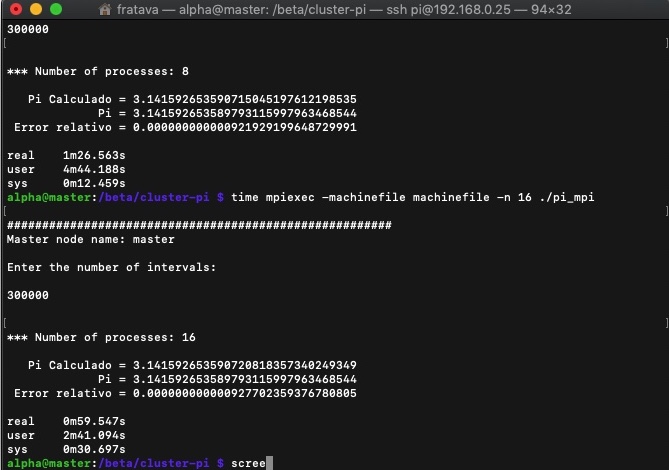 fratava — alpha@master: /beta/cluster-pi — ssh pi@192.168.0.25 — 94×32
300000
[ ]
*** Number of processes: 8
Pi Calculado = 3.141592653590715045197612198535
Pi = 3.141592653589793115997963468544
Error relativo = 0.000000000000921929199648729991
real 1m26.563s
user 4m44.188s
sys 0m12.459s
alpha@master:/beta/cluster-pi $ time mpiexec -machinefile machinefile -n 16 ./pi_mpi
[ ]
#######################################################
Master node name: master
Enter the number of intervals:
300000
[ ]
*** Number of processes: 16
Pi Calculado = 3.141592653590720818357340249349
Pi = 3.141592653589793115997963468544
Error relativo = 0.000000000000927702359376780805
real 0m59.547s
user 2m41.094s
sys 0m30.697s
alpha@master:/beta/cluster-pi $ scree